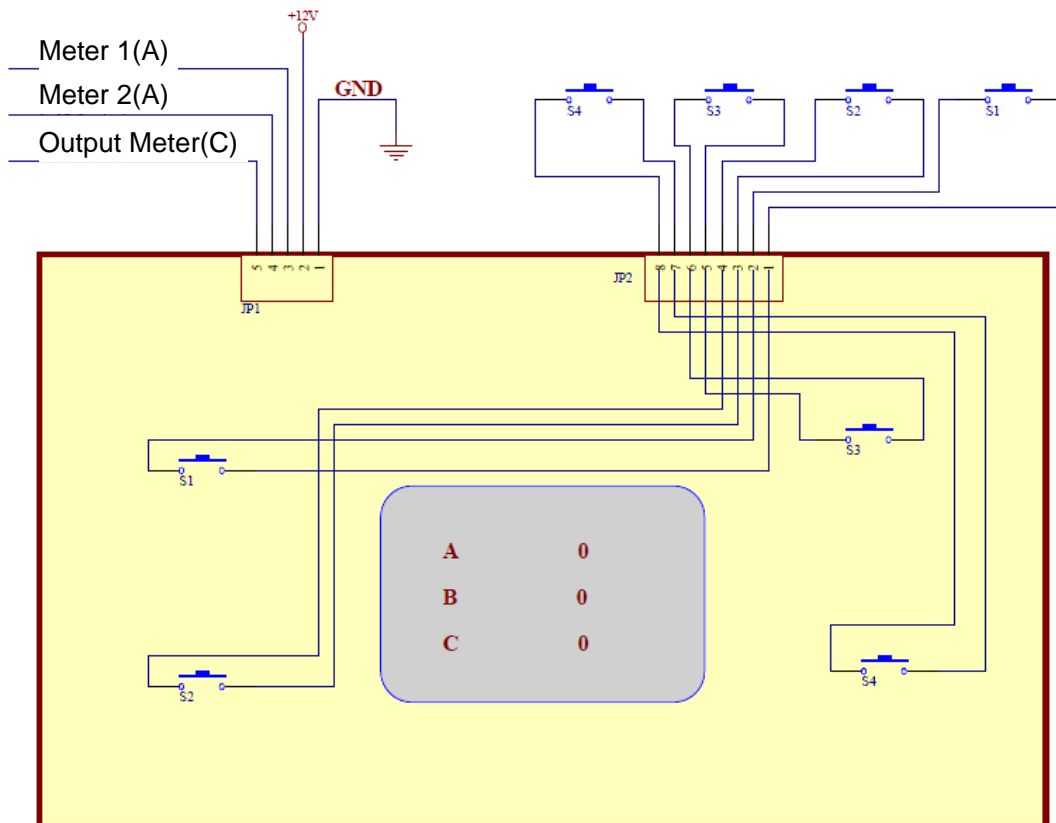 +12V
Meter 1(A)
Meter 2(A)
GND
Output Meter(C)
S4
S3
S2
S1
5
4
3
2
1
JP1
JP2
8
7
6
5
4
3
2
1
S1
S3
A 0
B 0
C 0
S2
S4